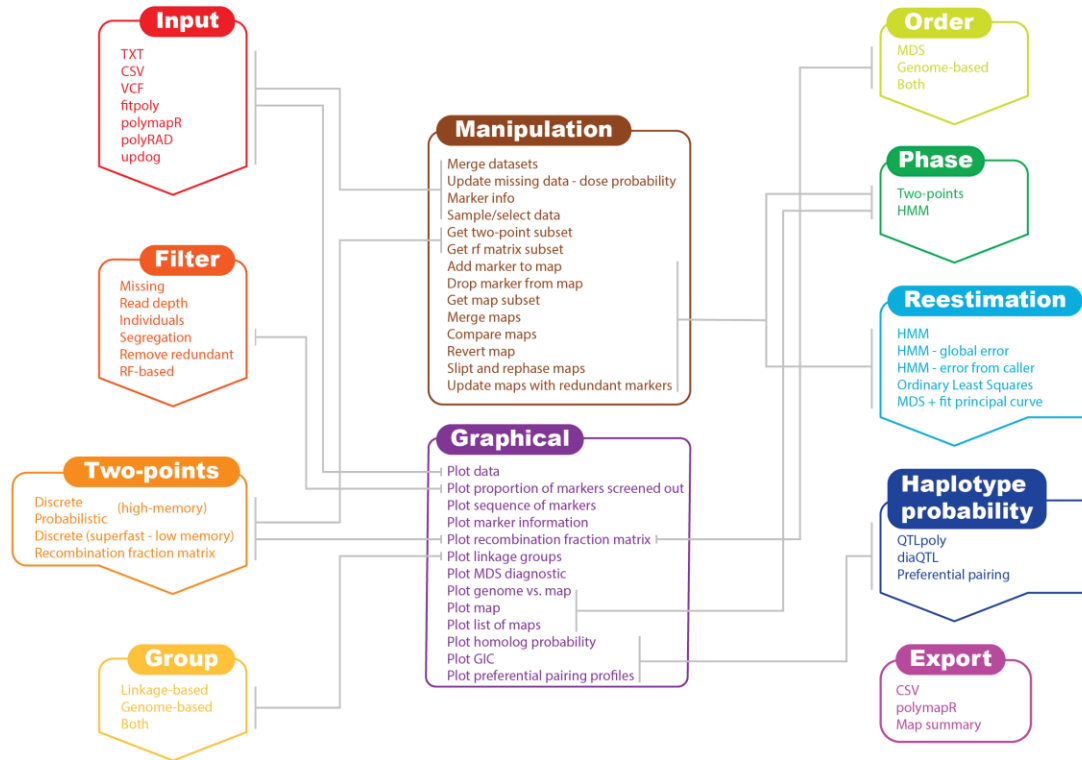 Input
TXT
CSV
VCF
fitpoly
polymapR
polyRAD
updog
Filter
Missing
Read depth
Individuals
Segregation
Remove redundant
RF-based
Two-points
Discrete
Probabilistic
(high-memory)
Discrete (superfast - low memory)
Recombination fraction matrix
Group
Linkage-based
Genome-based
Both
Manipulation
Merge datasets
Update missing data - dose probability
Marker info
Sample/select data
Get two-point subset
Get rf matrix subset
Add marker to map
Drop marker from map
Get map subset
Merge maps
Compare maps
Revert map
Slipt and rephase maps
Update maps with redundant markers
Graphical
Plot data
Plot proportion of markers screened out
Plot sequence of markers
Plot marker information
Plot recombination fraction matrix
Plot linkage groups
Plot MDS diagnostic
Plot genome vs. map
Plot map
Plot list of maps
Plot homolog probability
Plot GIC
Plot preferential pairing profiles
Order
MDS
Genome-based
Both
Phase
Two-points
HMM
Reestimation
HMM
HMM - global error
HMM - error from caller
Ordinary Least Squares
MDS + fit principal curve
Haplotype
probability
QTLpoly
diaQTL
Preferential pairing
Export
CSV
polymapR
Map summary